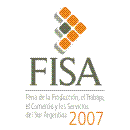 FISA
Feria de la Producción, el Trabajo,
el Comercio y los Servicios
del Sur Argentino
2007